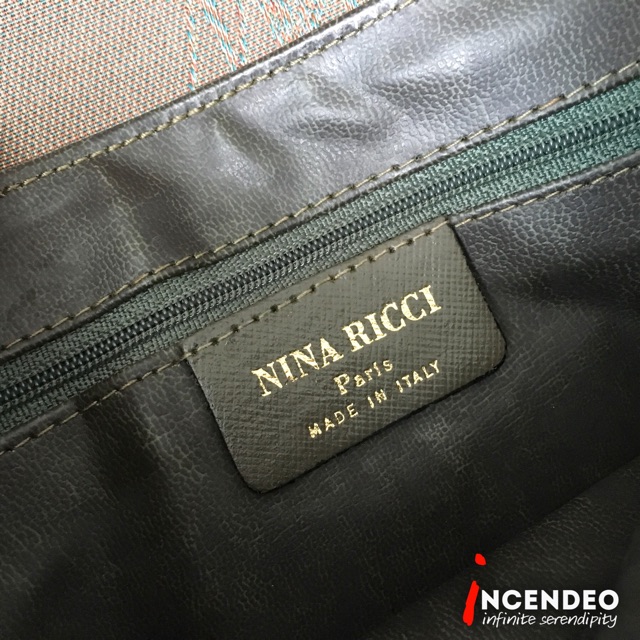 NINA RICCI
Paris
MADE IN ITALY
iNCENDEO
infinite serendipity